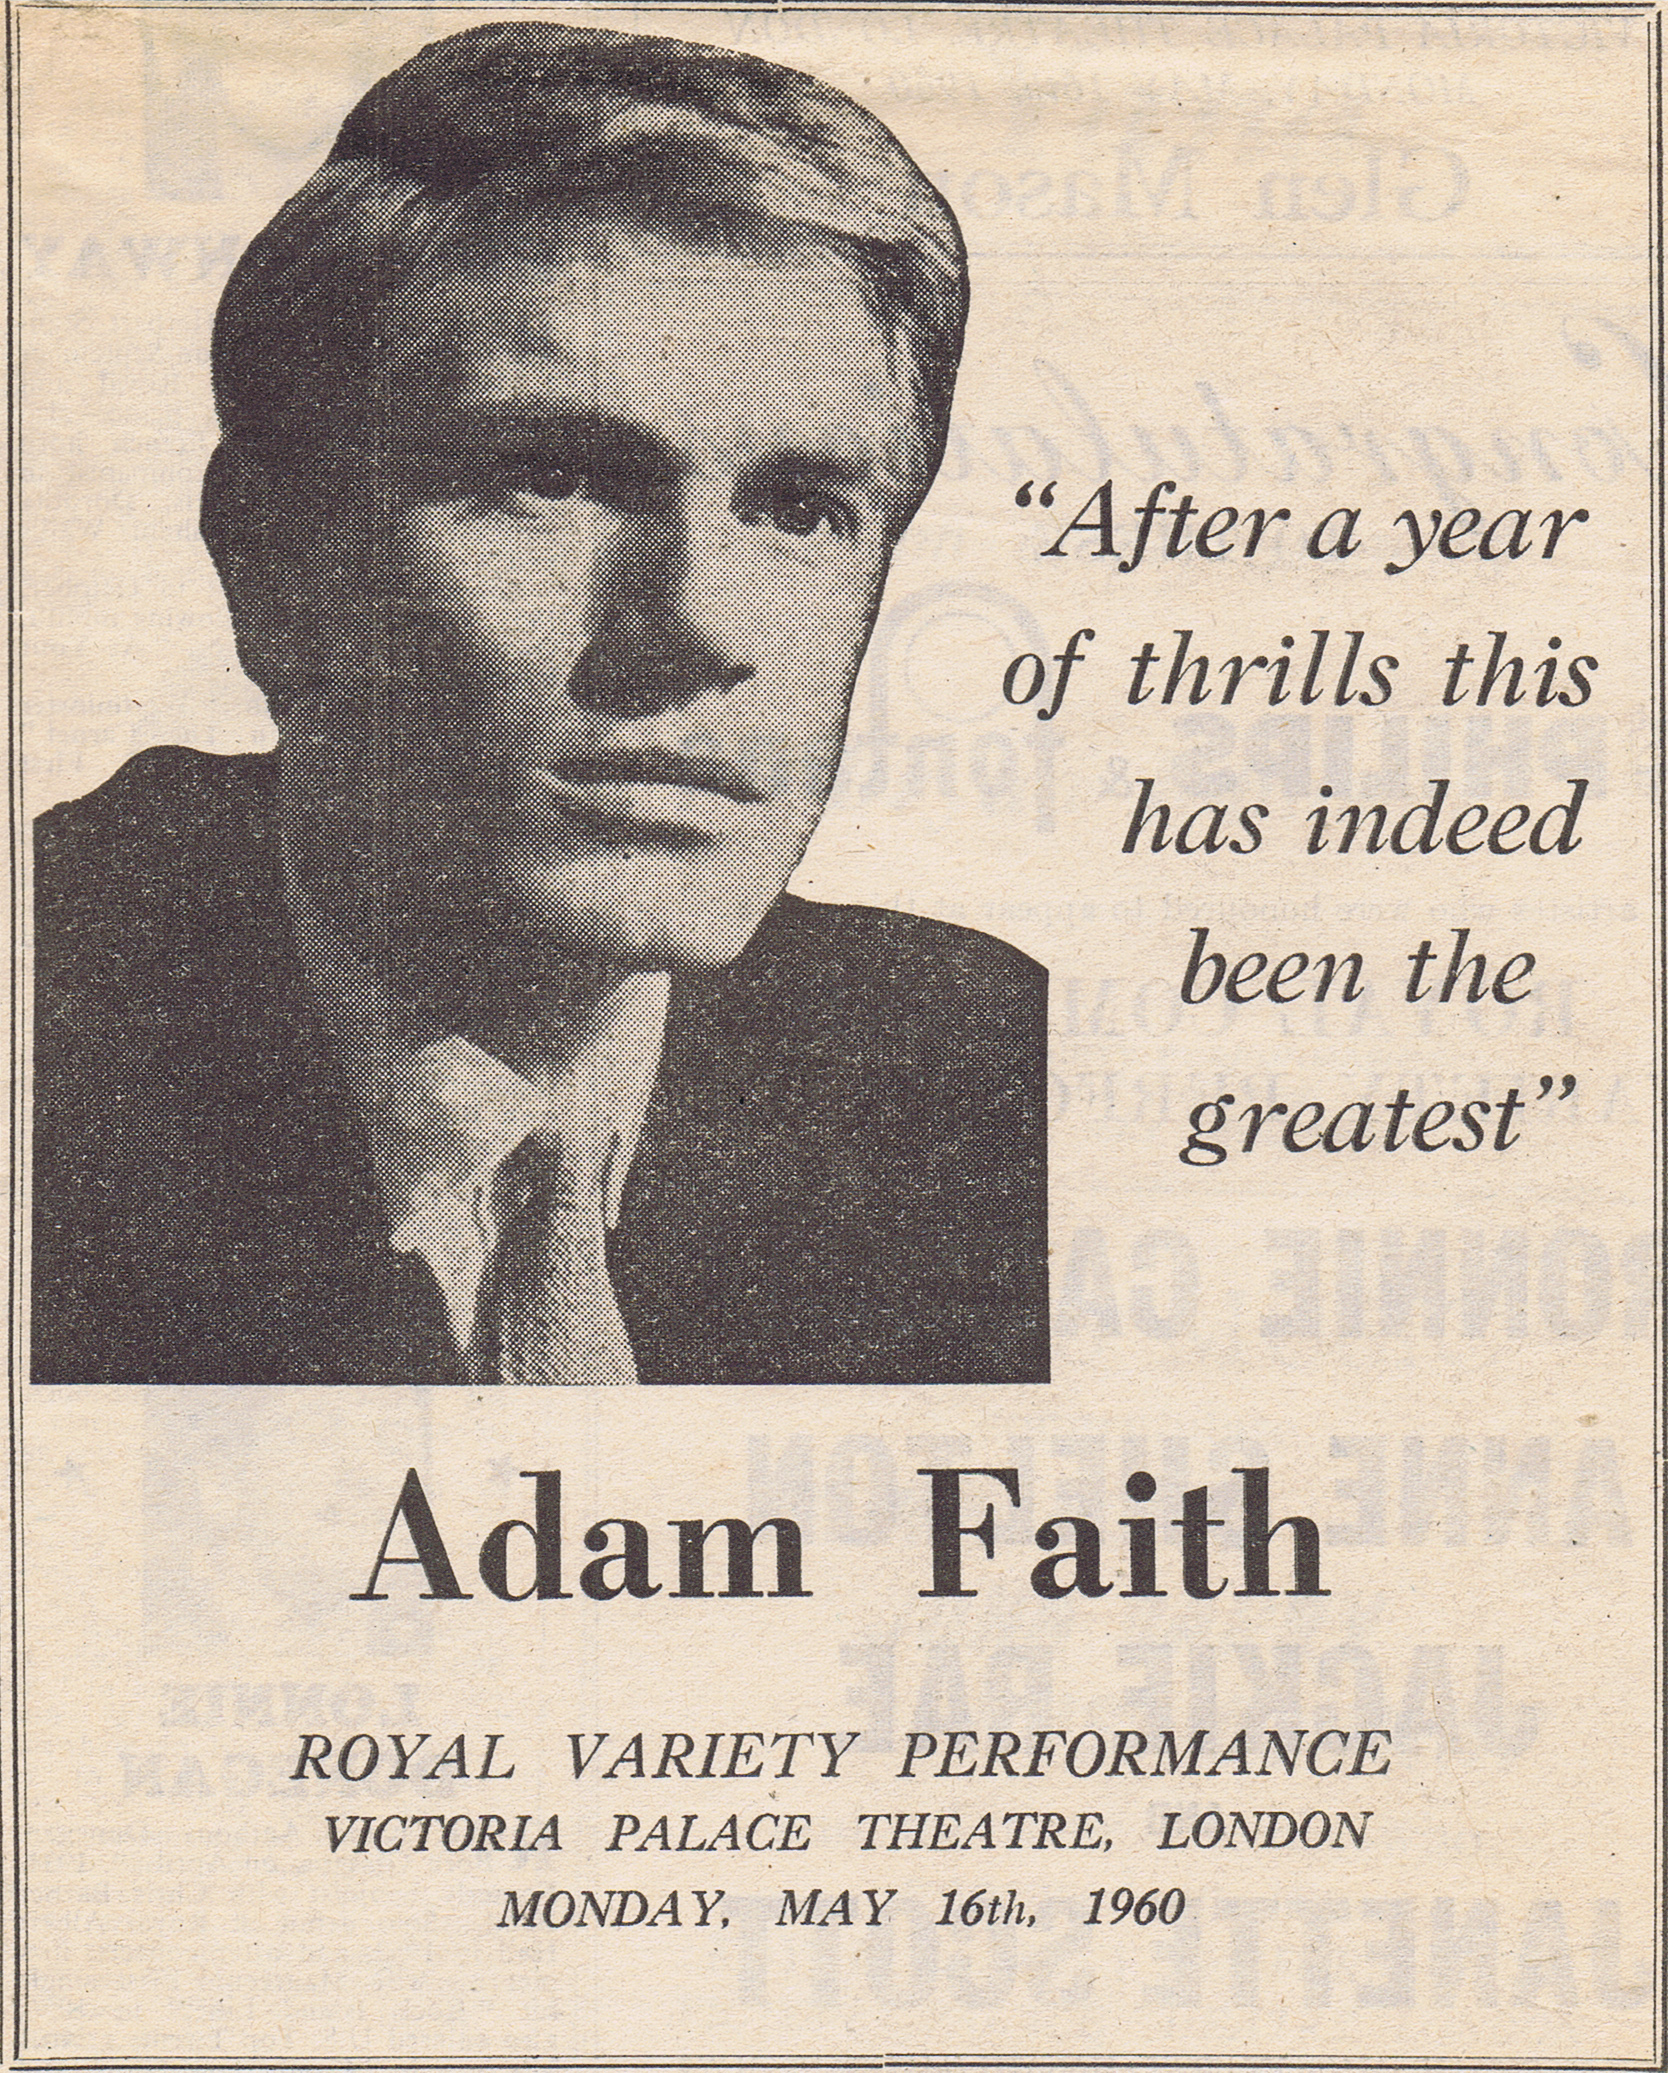 “After a year
of thrills this
has indeed
been the
greatest”
Adam Faith
ROYAL VARIETY PERFORMANCE
VICTORIA PALACE THEATRE, LONDON
MONDAY, MAY 16th, 1960